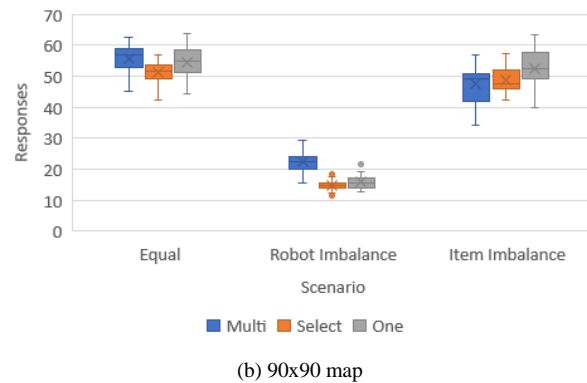 70
60
50
40
30
20
10
0
Responses
Equal Robot Imbalance Item Imbalance
Scenario
Multi Select One
(b) 90x90 map